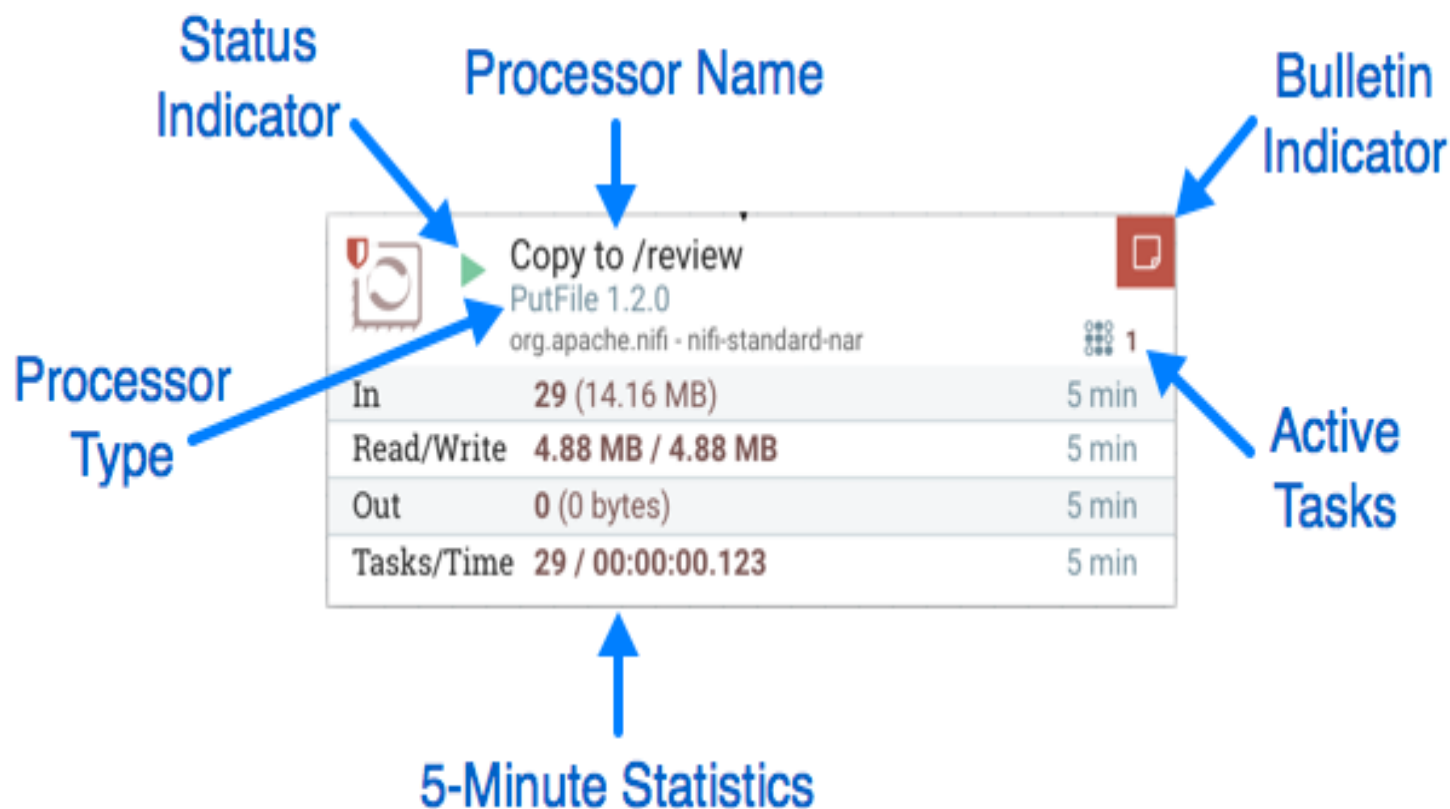 Status
Indicator
Processor Name
Bulletin
Indicator
Copy to /review
PutFile 1.2.0
org.apache.nifi - nifi-standard-nar
1
Processor
Type
Active
Tasks
In 29 (14.16 MB) 5 min
Read/Write 4.88 MB / 4.88 MB 5 min
Out 0 (0 bytes) 5 min
Tasks/Time 29 / 00:00:00.123 5 min
5-Minute Statistics